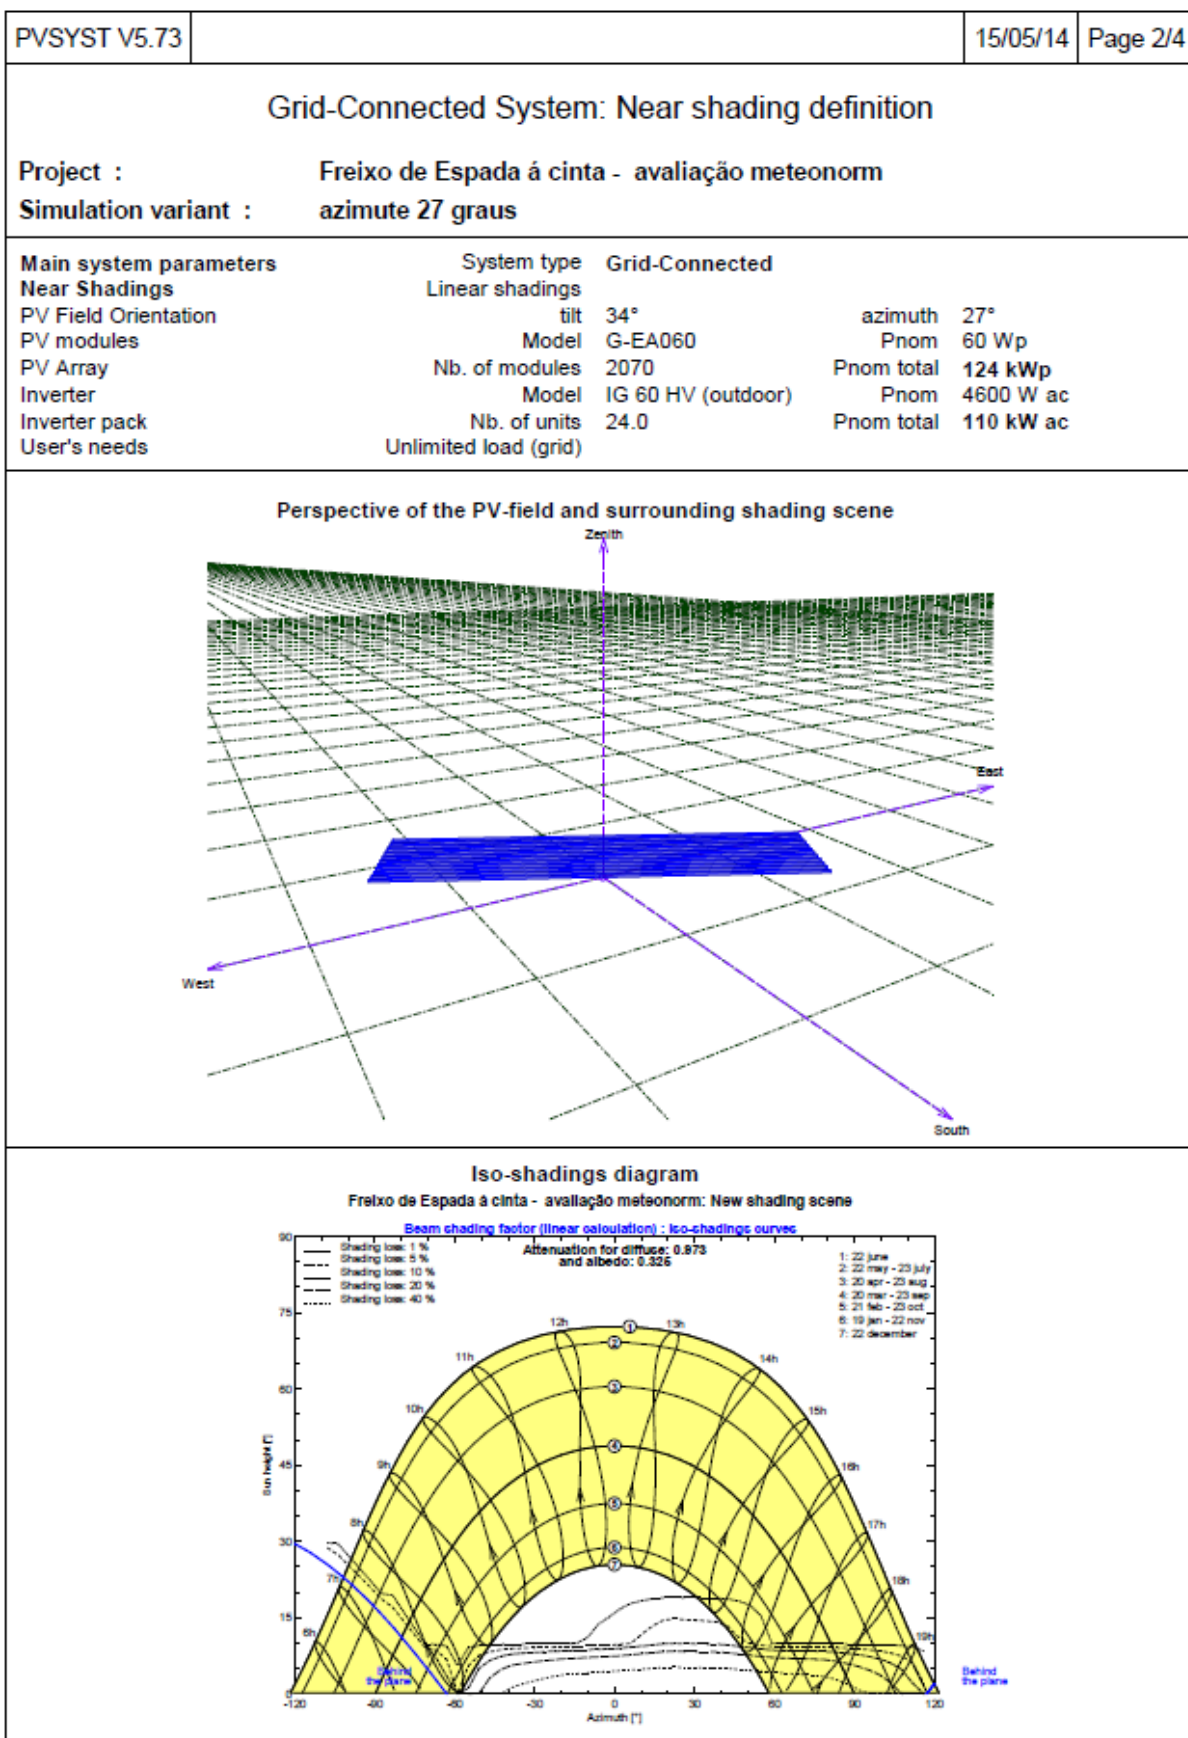 PVSYST V5.73 15/05/14 Page 2/4
Grid-Connected System: Near shading definition
Project : Freixo de Espada á cinta - avaliação meteonorm
Simulation variant : azimute 27 graus
Main system parameters System type Grid-Connected
Near Shadings Linear shadings
PV Field Orientation tilt 34° azimuth 27°
PV modules Model G-EA060 Pnom 60 Wp
PV Array Nb. of modules 2070 Pnom total 124 kWp
Inverter Model IG 60 HV (outdoor) Pnom 4600 W ac
Inverter pack Nb. of units 24.0 Pnom total 110 kW ac
User's needs Unlimited load (grid)
Perspective of the PV-field and surrounding shading scene
Zenith
East
West
South
Iso-shadings diagram
Freixo de Espada á cinta - avaliação meteonorm: New shading scene
Beam shading factor (linear calculation) : Iso-shadings curves
Shading loss: 1 %
Shading loss: 5 %
Shading loss: 10 %
Shading loss: 20 %
Shading loss: 40 %
Attenuation for diffuse: 0.973
and albedo: 0.326
1: 22 june
2: 22 may - 23 july
3: 20 apr - 23 aug
4: 20 mar - 23 sep
5: 21 feb - 23 oct
6: 19 jan - 22 nov
7: 22 december
90
75
60
45
30
15
0
Sun height [°]
6h
7h
8h
9h
10h
11h
12h
13h
14h
15h
16h
17h
18h
19h
1
2
3
4
5
6
7
Behind
the plane
Behind
the plane
-120 -90 -60 -30 0 30 60 90 120
Azimuth [°]